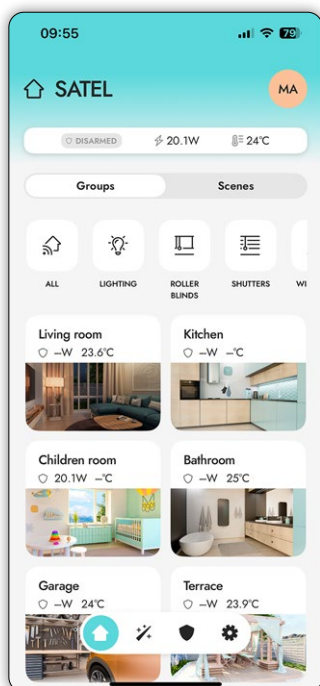 09:55
79
SATEL
MA
DISARMED 20.1W 24°C
Groups Scenes
ALL LIGHTING ROLLER BLINDS SHUTTERS WI
Living room Kitchen
–W 23.6°C –W –°C
Children room Bathroom
20.1W –°C –W 25°C
Garage Terrace
–W 24°C –W 23.9°C